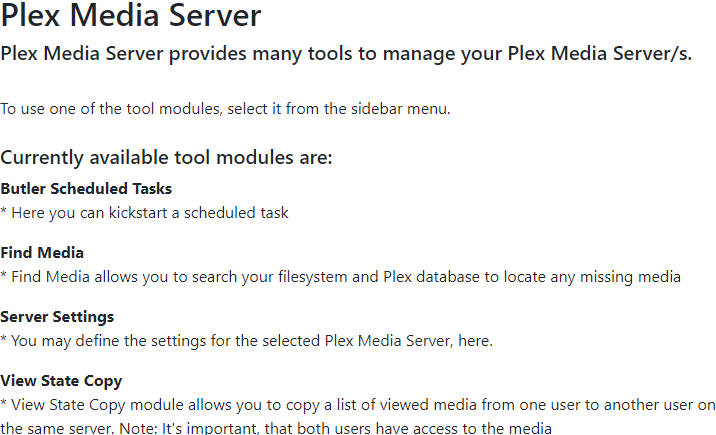 Plex Media Server
Plex Media Server provides many tools to manage your Plex Media Server/s.
To use one of the tool modules, select it from the sidebar menu.
Currently available tool modules are:
Butler Scheduled Tasks
* Here you can kickstart a scheduled task
Find Media
* Find Media allows you to search your filesystem and Plex database to locate any missing media
Server Settings
* You may define the settings for the selected Plex Media Server, here.
View State Copy
* View State Copy module allows you to copy a list of viewed media from one user to another user on
the same server. Note: It's important, that both users have access to the media